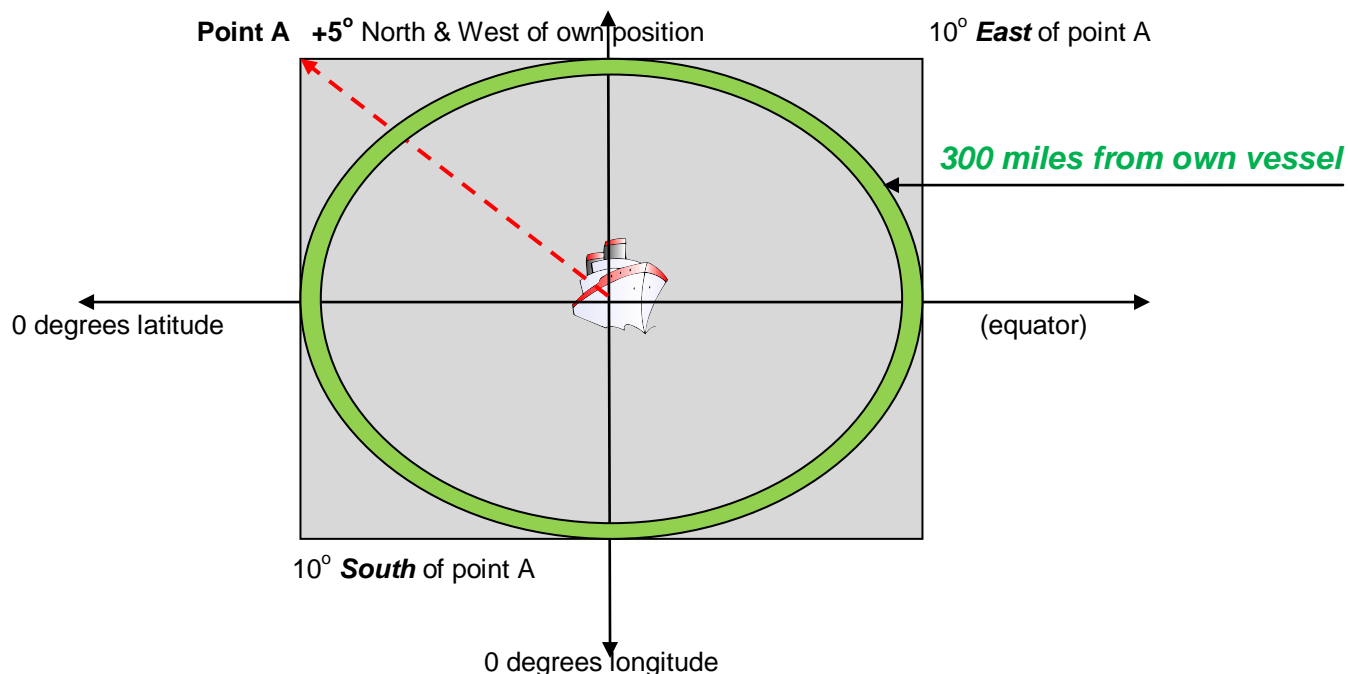 Point A +5° North & West of own position
10° East of point A
300 miles from own vessel
0 degrees latitude
(equator)
10° South of point A
0 degrees longitude